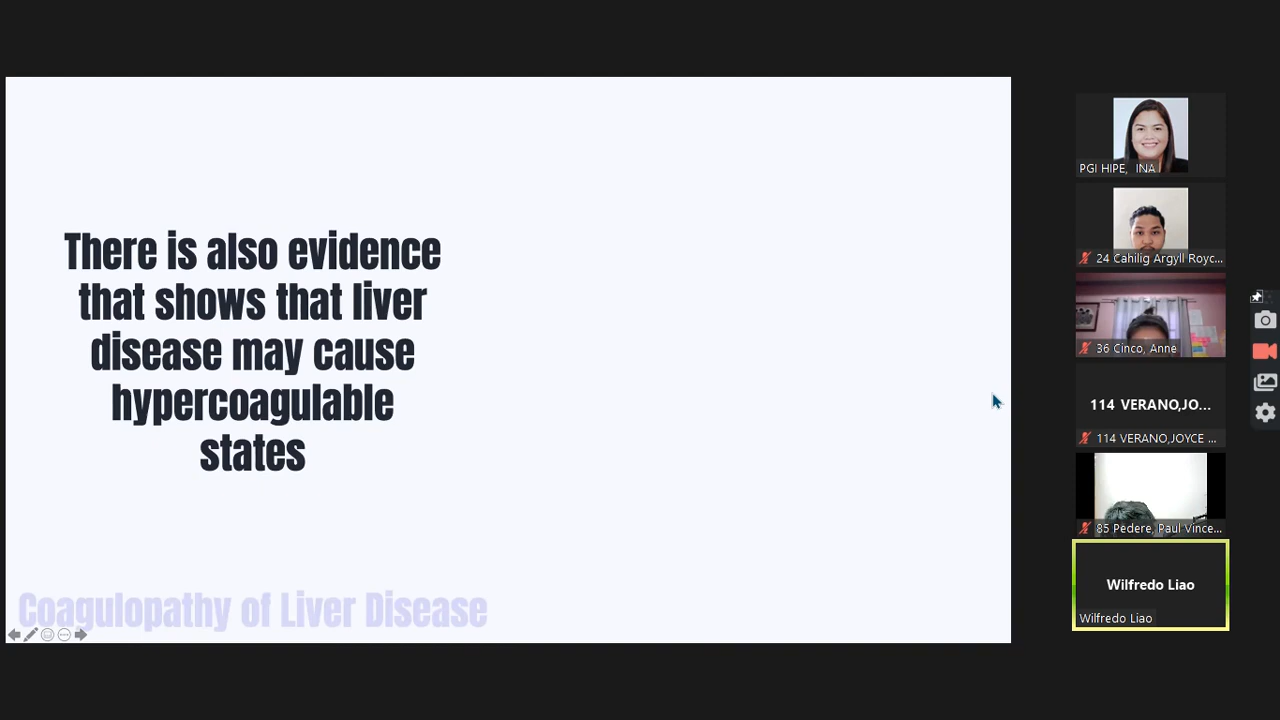 There is also evidence
that shows that liver
disease may cause
hypercoagulable
states
Coagulopathy of Liver Disease
PGI HIPE, INA
24 Cahilig Argyll Royc...
36 Cinco, Anne
114 VERANO,JO...
114 VERANO,JOYCE ...
85 Pedere, Paul Vince...
Wilfredo Liao
Wilfredo Liao